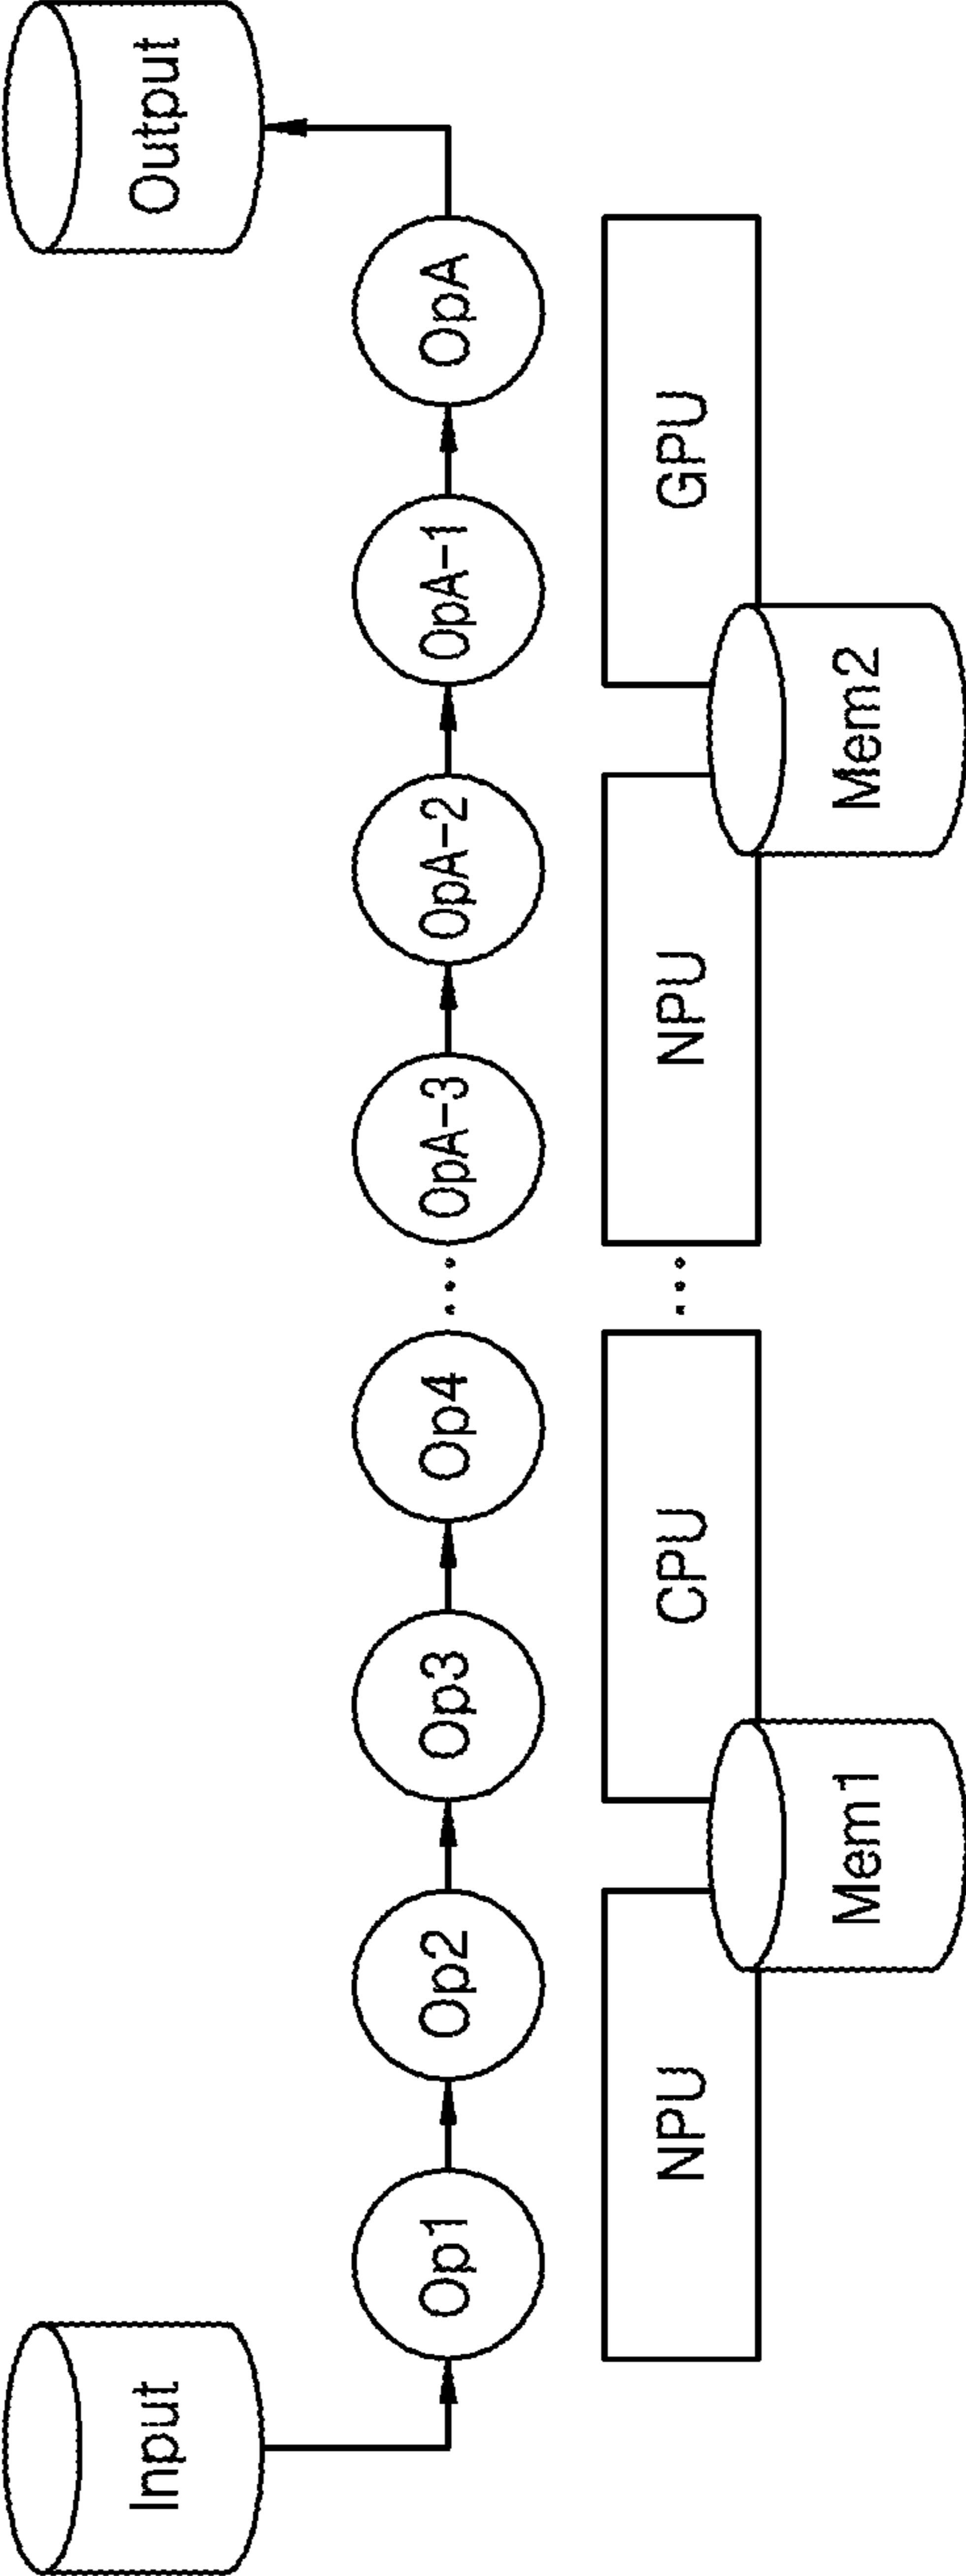 Input
Output
Op1
Op2
Op3
Op4
...
OpA-3
OpA-2
OpA-1
OpA
NPU
CPU
...
NPU
GPU
Mem1
Mem2